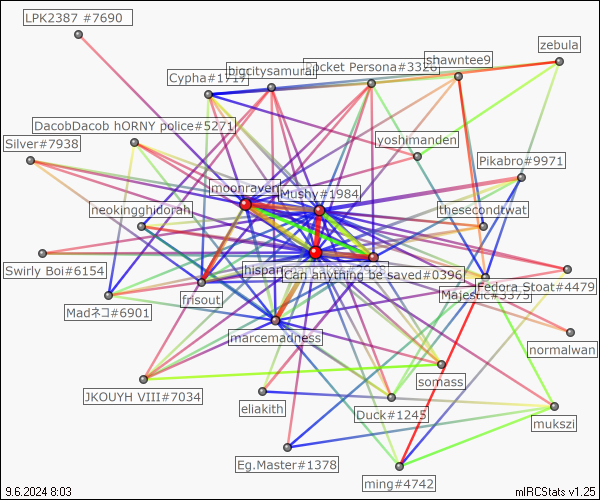 LPK2387 #7690
shawntee9
zebula
bigcitysamurai
Pocket Persona#3328
Cypha#1717
DacobDacob hORNY police#5271
yoshimanden
Silver#7938
Pikabro#9971
moonraven
Mushy#1984
neokingghidorah
thesecondtwat
hispan
Can anything be saved#0396
Swirly Boi#6154
Fedora Stoat#4479
Majestic#5375
frisout
Madネコ#6901
marcemadness
normalwan
somass
JKOUYH VIII#7034
eliakith
Duck#1245
mukszi
Eg.Master#1378
ming#4742
9.6.2024 8:03
mIRCStats v1.25